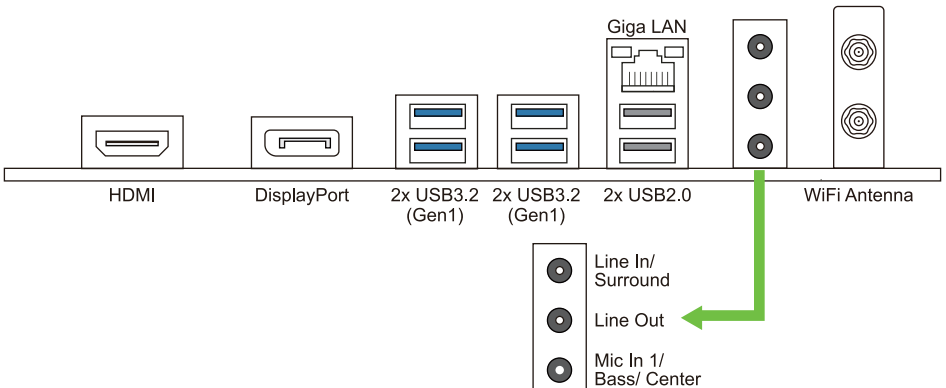 Giga LAN
HDMI
DisplayPort
2x USB3.2
(Gen1)
2x USB3.2
(Gen1)
2x USB2.0
WiFi Antenna
Line In/
Surround
Line Out
Mic In 1/
Bass/ Center